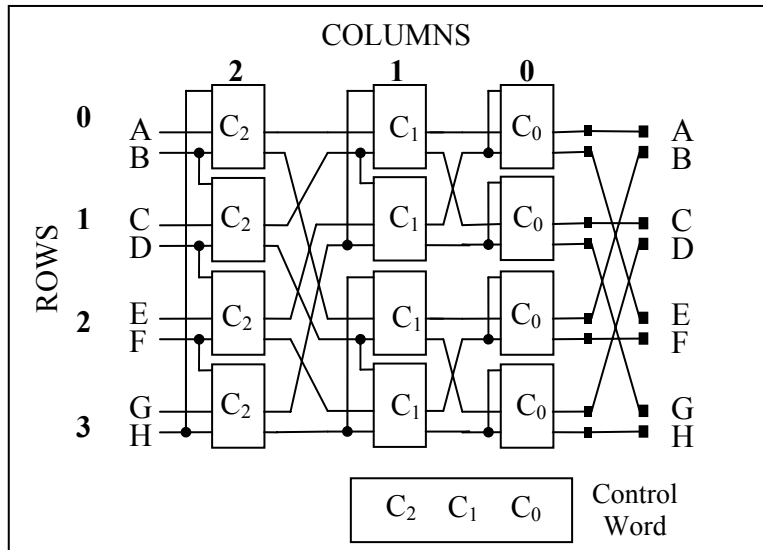 COLUMNS
2 1 0
ROWS
0
A C₂ C₁ C₀ A
B B
1
C C₂ C₁ C₀ C
D D
2
E C₂ C₁ C₀ E
F F
3
G C₂ C₁ C₀ G
H H
C₂ C₁ C₀
Control
Word